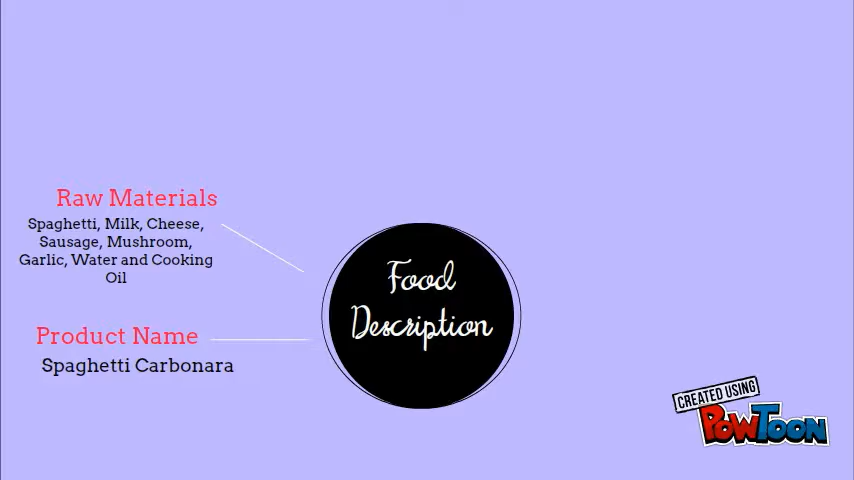 Raw Materials
Spaghetti, Milk, Cheese,
Sausage, Mushroom,
Garlic, Water and Cooking
Oil
Food
Description
Product Name
Spaghetti Carbonara
CREATED USING
POWTOON